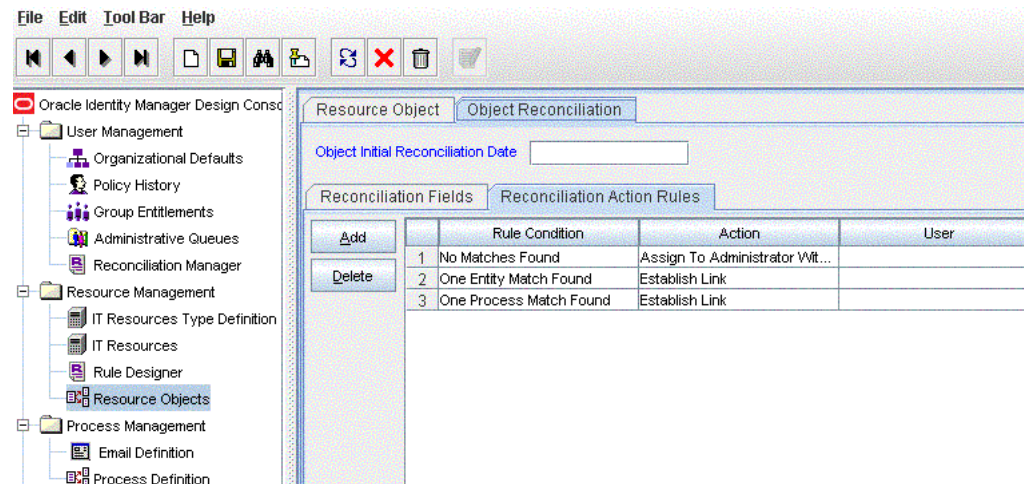 File Edit Tool Bar Help
Oracle Identity Manager Design Consc
User Management
Organizational Defaults
Policy History
Group Entitlements
Administrative Queues
Reconciliation Manager
Resource Management
IT Resources Type Definition
IT Resources
Rule Designer
Resource Objects
Process Management
Email Definition
Process Definition
Resource Object Object Reconciliation
Object Initial Reconciliation Date
Reconciliation Fields Reconciliation Action Rules
Add
Delete
Rule Condition Action User
1 No Matches Found Assign To Administrator Wit...
2 One Entity Match Found Establish Link
3 One Process Match Found Establish Link